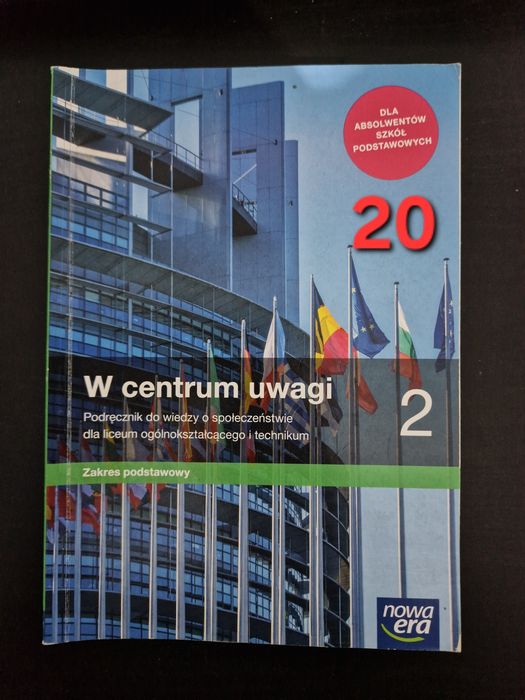 DLA
ABSOLWENTÓW
SZKÓŁ
PODSTAWOWYCH
20
W centrum uwagi
Podręcznik do wiedzy o społeczeństwie
dla liceum ogólnokształcącego i technikum
2
Zakres podstawowy
nowa
era